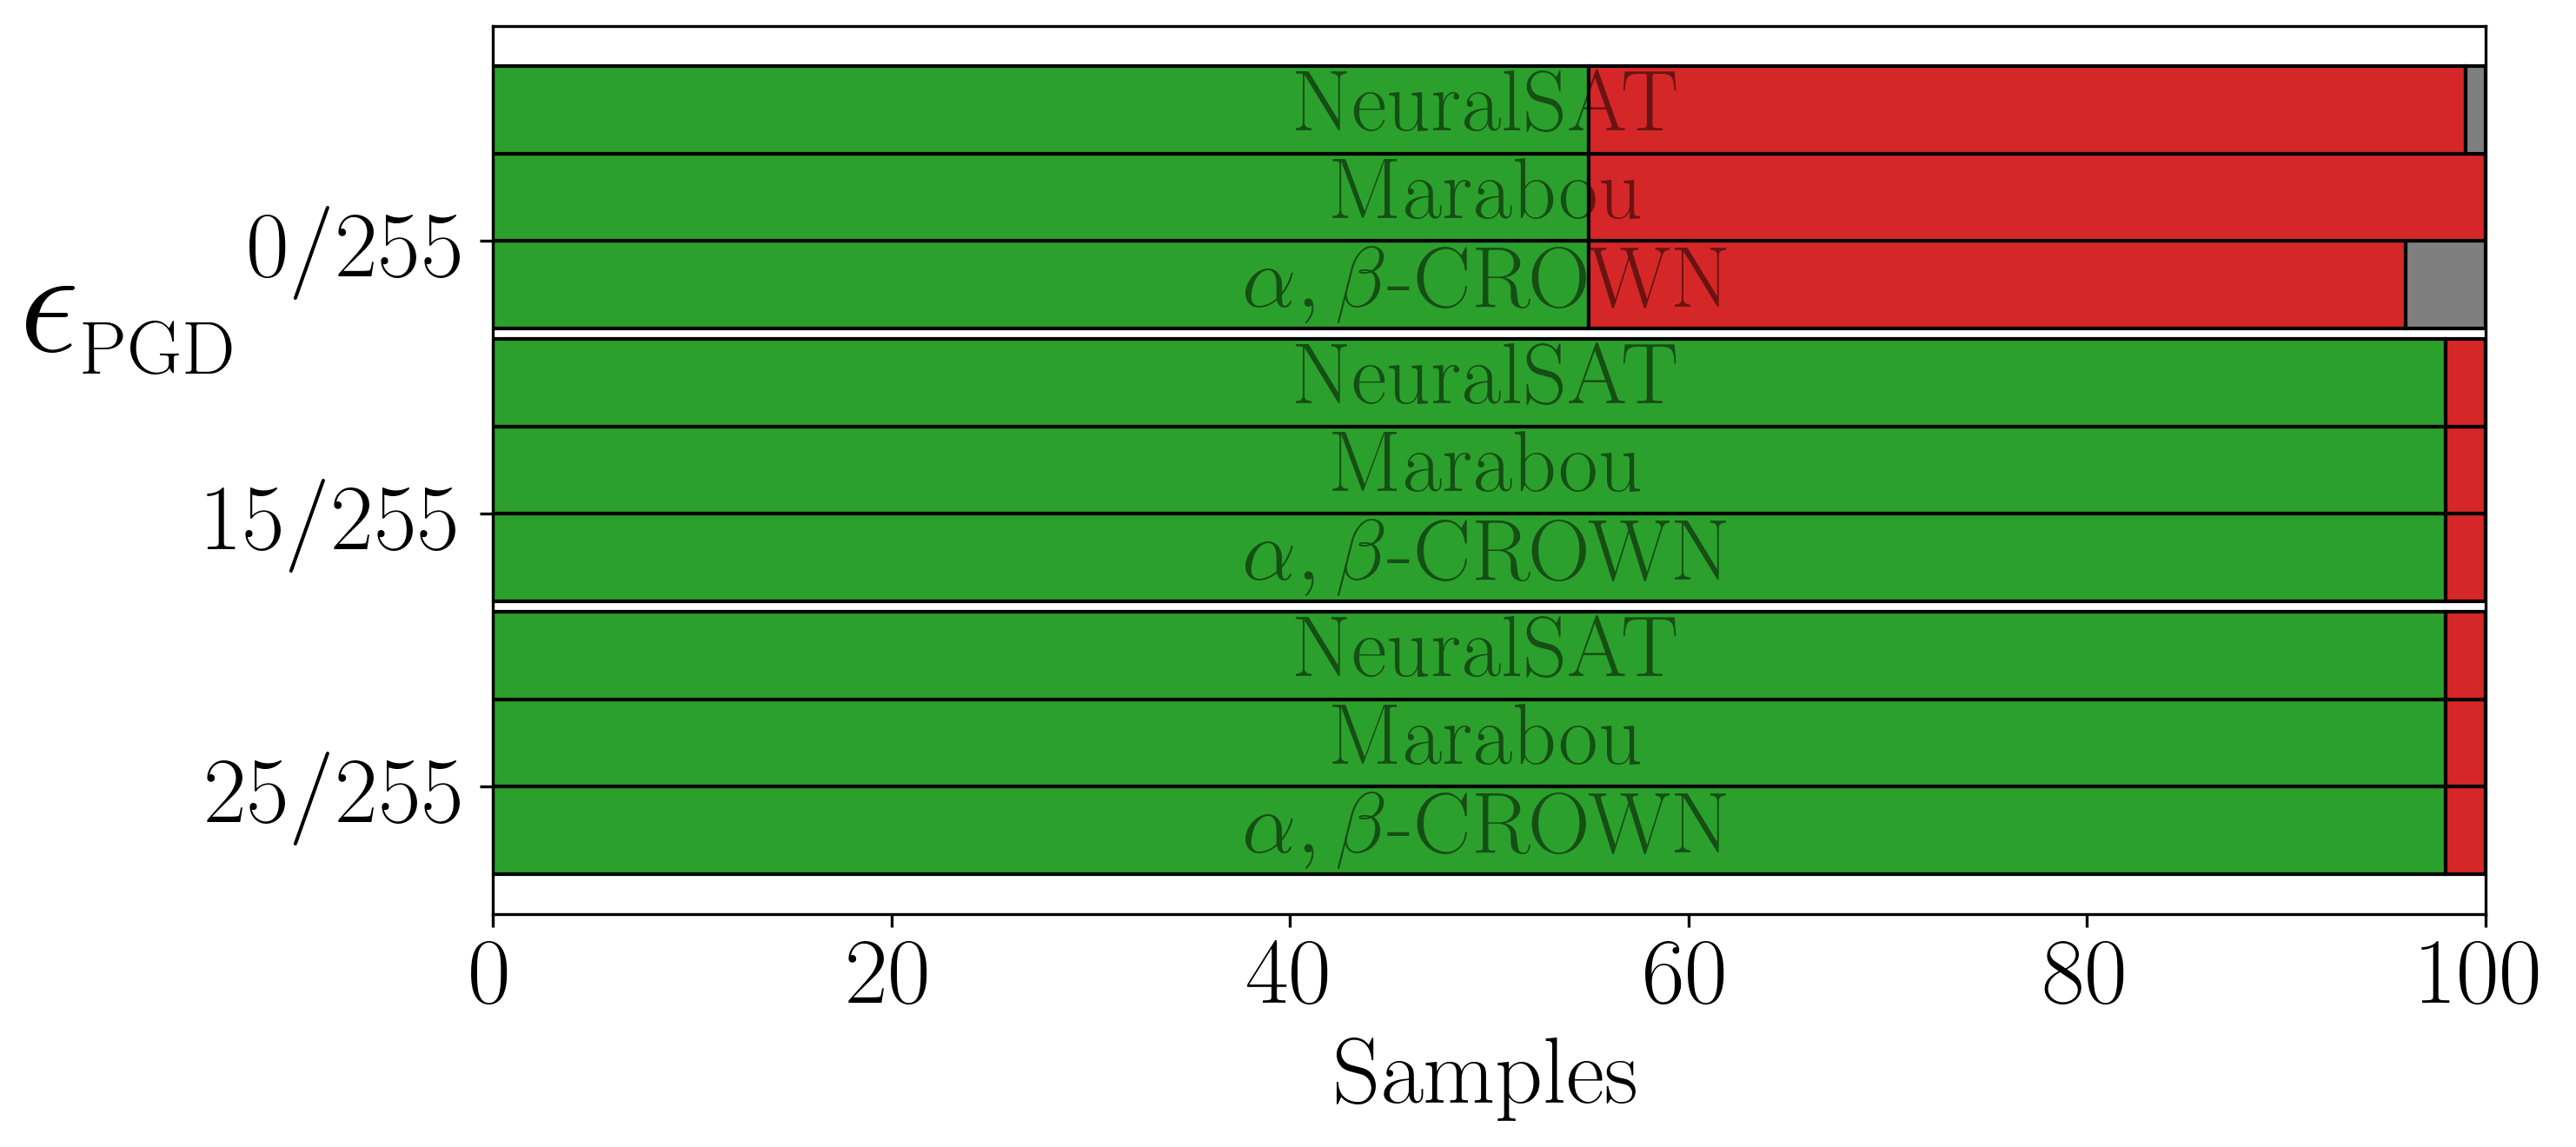 ϵPGD
0/255
NeuralSAT
Marabou
α, β-CROWN
15/255
NeuralSAT
Marabou
α, β-CROWN
25/255
NeuralSAT
Marabou
α, β-CROWN
0 20 40 60 80 100
Samples